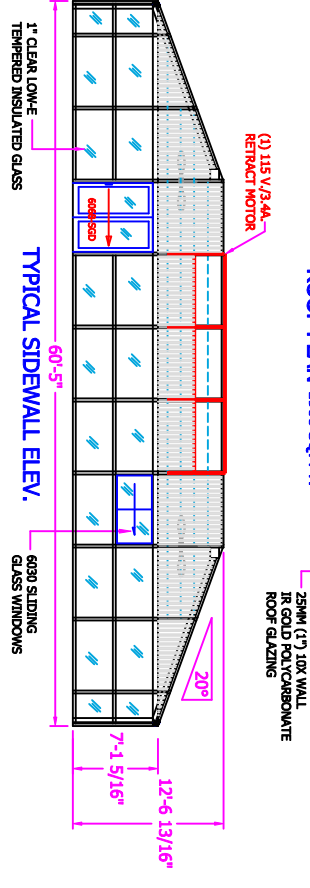 25MM (1") 10X WALL
IR GOLD POLYCARBONATE
ROOF GLAZING
(1) 115 V./3.4A.
RETRACT MOTOR
20°
12'-6 13/16"
7'-1 5/16"
6068-SGD
1" CLEAR LOW-E
TEMPERED INSULATED GLASS
60'-5"
6030 SLIDING
GLASS WINDOWS
TYPICAL SIDEWALL ELEV.